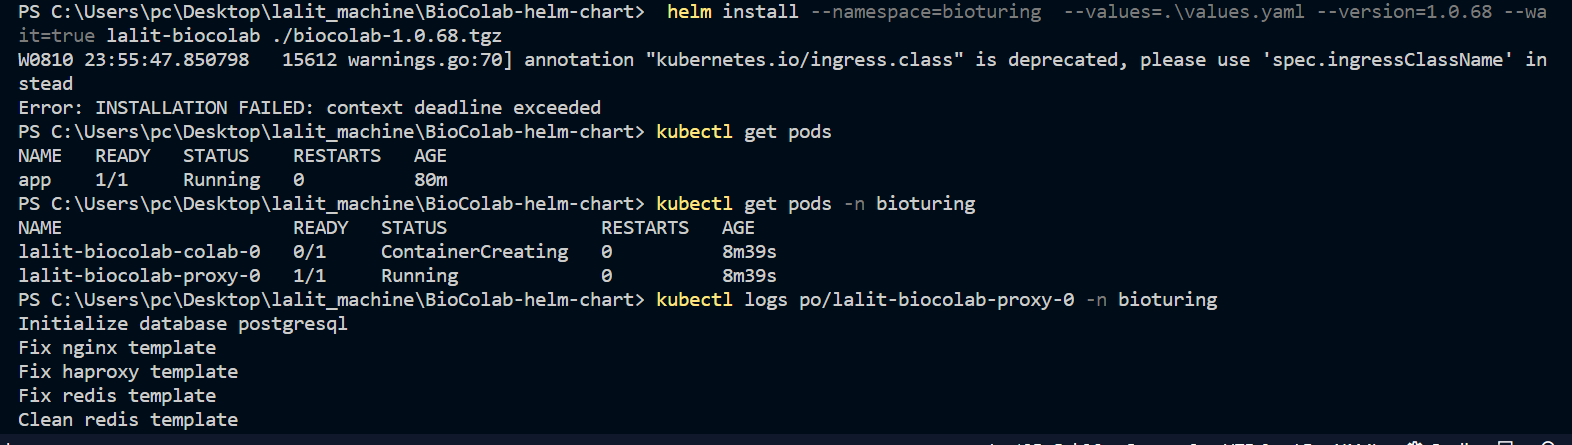 PS C:\Users\pc\Desktop\lalit_machine\BioColab-helm-chart>  helm install --namespace=bioturing  --values=.\values.yaml --version=1.0.68 --wa
it=true lalit-biocolab ./biocolab-1.0.68.tgz
W0810 23:55:47.850798   15612 warnings.go:70] annotation "kubernetes.io/ingress.class" is deprecated, please use 'spec.ingressClassName' in
stead
Error: INSTALLATION FAILED: context deadline exceeded
PS C:\Users\pc\Desktop\lalit_machine\BioColab-helm-chart> kubectl get pods
NAME   READY   STATUS    RESTARTS   AGE
app    1/1     Running   0          80m
PS C:\Users\pc\Desktop\lalit_machine\BioColab-helm-chart> kubectl get pods -n bioturing
NAME                     READY   STATUS              RESTARTS   AGE
lalit-biocolab-colab-0   0/1     ContainerCreating   0          8m39s
lalit-biocolab-proxy-0   1/1     Running             0          8m39s
PS C:\Users\pc\Desktop\lalit_machine\BioColab-helm-chart> kubectl logs po/lalit-biocolab-proxy-0 -n bioturing
Initialize database postgresql
Fix nginx template
Fix haproxy template
Fix redis template
Clean redis template